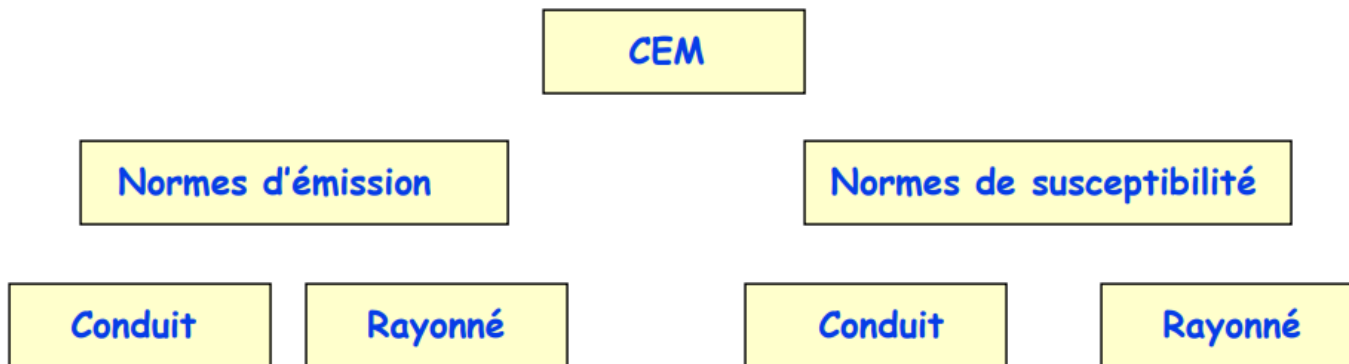 CEM
Normes d'émission
Normes de susceptibilité
Conduit
Rayonné
Conduit
Rayonné